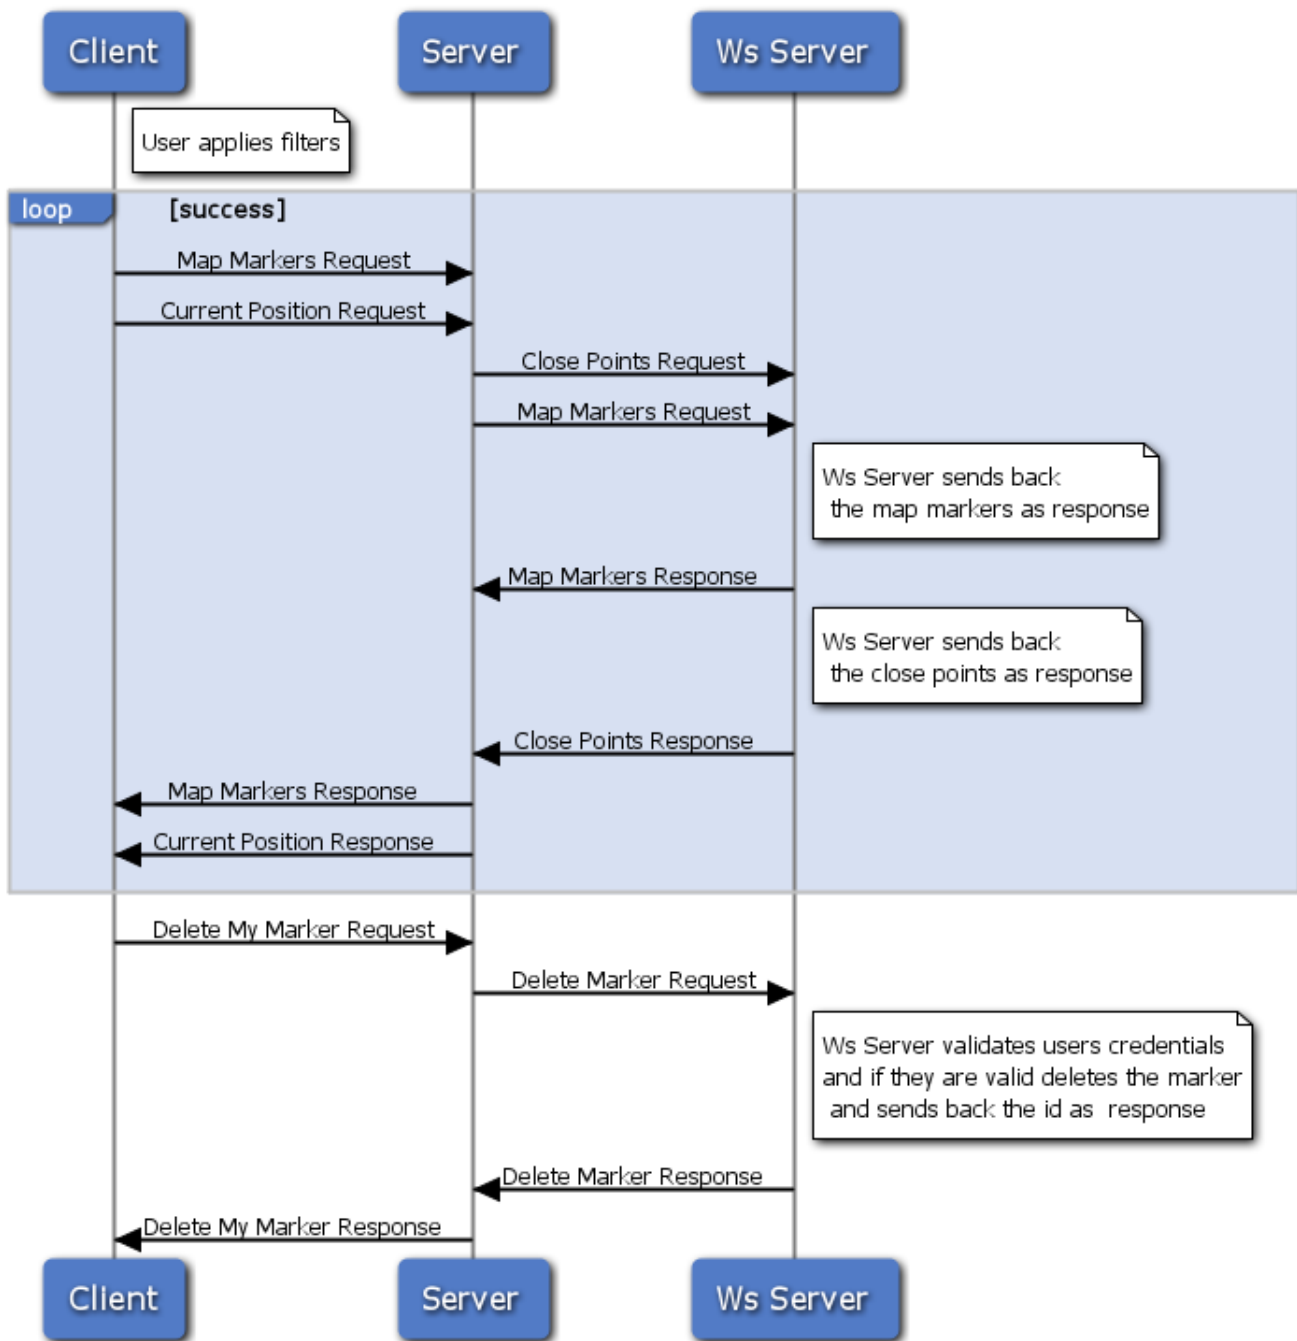 Client
Server
Ws Server
User applies filters
loop
[success]
Map Markers Request
Current Position Request
Close Points Request
Map Markers Request
Ws Server sends back
the map markers as response
Map Markers Response
Ws Server sends back
the close points as response
Close Points Response
Map Markers Response
Current Position Response
Delete My Marker Request
Delete Marker Request
Ws Server validates users credentials
and if they are valid deletes the marker
and sends back the id as  response
Delete Marker Response
Delete My Marker Response
Client
Server
Ws Server